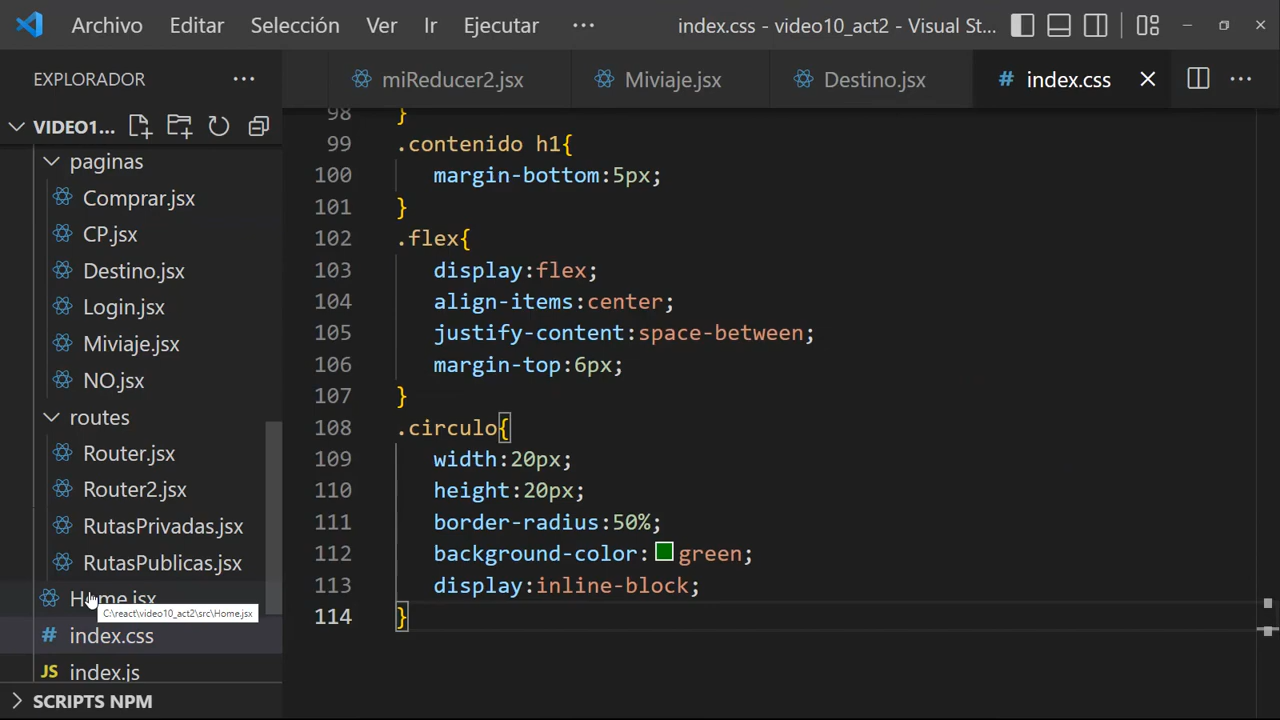 Archivo Editar Selección Ver Ir Ejecutar ··· index.css - video10_act2 - Visual St...
EXPLORADOR ···
miReducer2.jsx Miviaje.jsx Destino.jsx # index.css
VIDEO1...
paginas
Comprar.jsx
CP.jsx
Destino.jsx
Login.jsx
Miviaje.jsx
NO.jsx
routes
Router.jsx
Router2.jsx
RutasPrivadas.jsx
RutasPublicas.jsx
Home.jsx
C:\react\video10_act2\src\Home.jsx
# index.css
JS index.js
SCRIPTS NPM
98 }
99 .contenido h1{
100 margin-bottom:5px;
101 }
102 .flex{
103 display:flex;
104 align-items:center;
105 justify-content:space-between;
106 margin-top:6px;
107 }
108 .circulo{
109 width:20px;
110 height:20px;
111 border-radius:50%;
112 background-color:green;
113 display:inline-block;
114 }